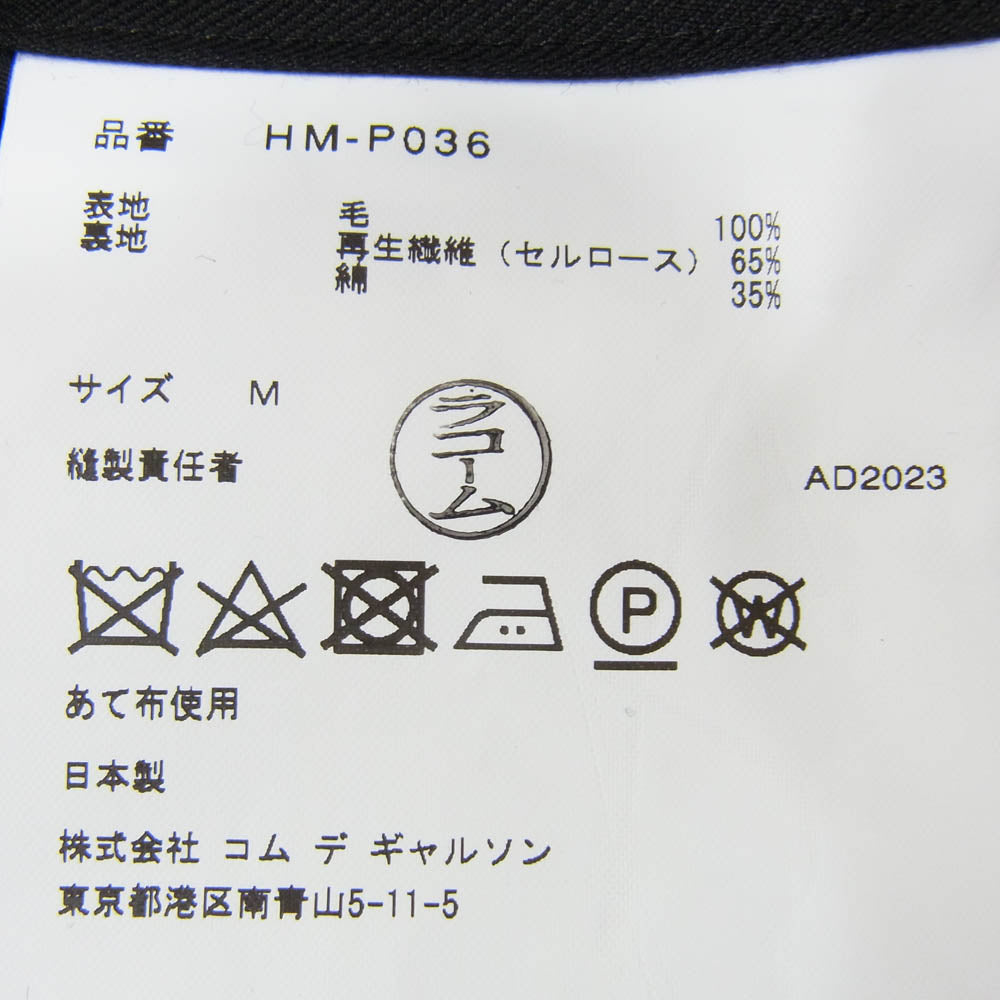 品番 HM-P036
表地 毛 100%
裏地 再生繊維(セルロース) 65%
綿 35%
サイズ M
ラコーム
縫製責任者 AD2023
P W
あて布使用
日本製
株式会社 コム デ ギャルソン
東京都港区南青山5-11-5